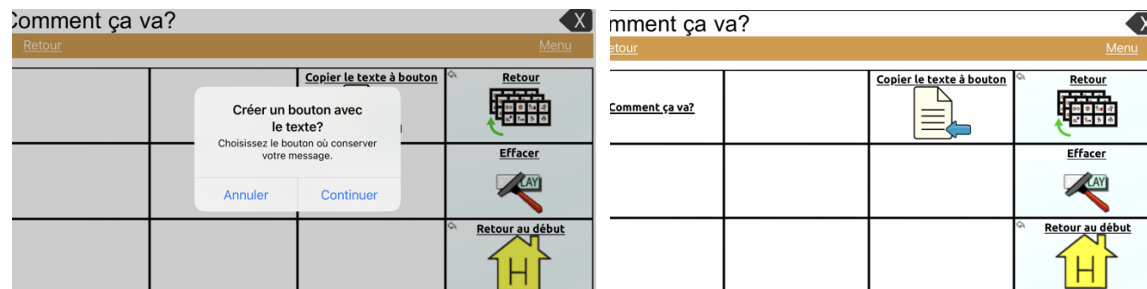 Comment ça va?
Retour
Menu
Copier le texte à bouton
Retour
Créer un bouton avec
le texte?
Choisissez le bouton où conserver
votre message.
Annuler
Continuer
Effacer
LAY
Retour au début
H
mment ça va?
etour
Menu
Comment ça va?
Copier le texte à bouton
Retour
Effacer
LAY
Retour au début
H